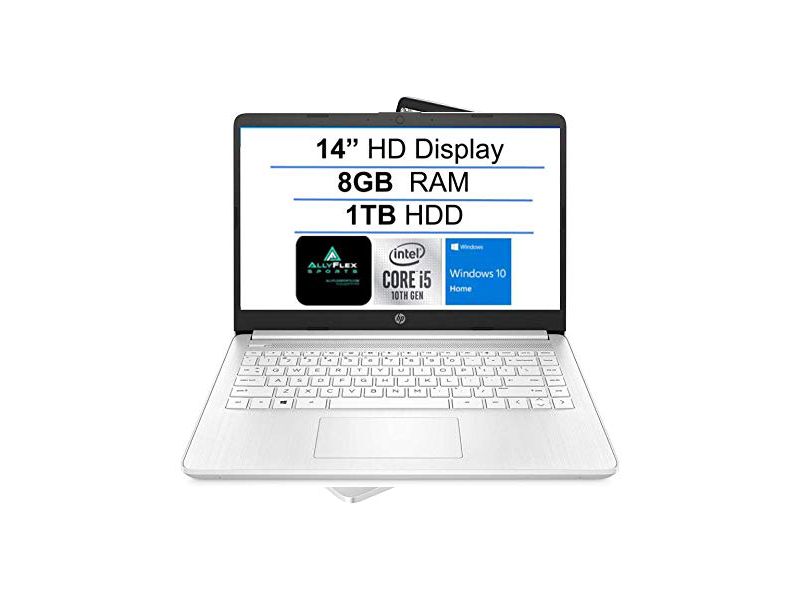 14” HD Display
8GB RAM
1TB HDD
ALLYFLEX
SPORTS
intel
CORE i5
10TH GEN
Windows
Windows 10
Home
hp
Q W E R T Y U I O P
A S D F G H J K L
Z X C V B N M